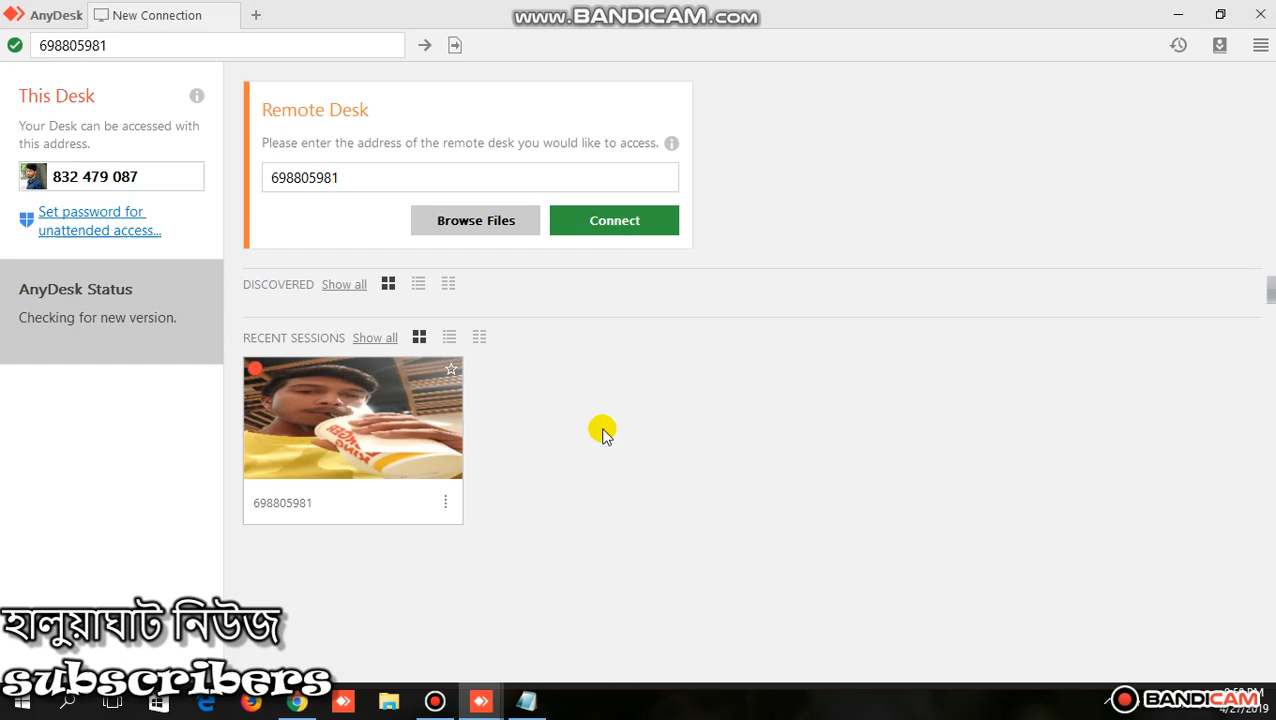 AnyDesk
New Connection
WWW.BANDICAM.COM
698805981
This Desk
Your Desk can be accessed with
this address.
832 479 087
Set password for
unattended access...
AnyDesk Status
Checking for new version.
Remote Desk
Please enter the address of the remote desk you would like to access.
698805981
Browse Files
Connect
DISCOVERED Show all
RECENT SESSIONS Show all
698805981
হালুয়াঘাট নিউজ
subscribers
BANDICAM
4/27/2019